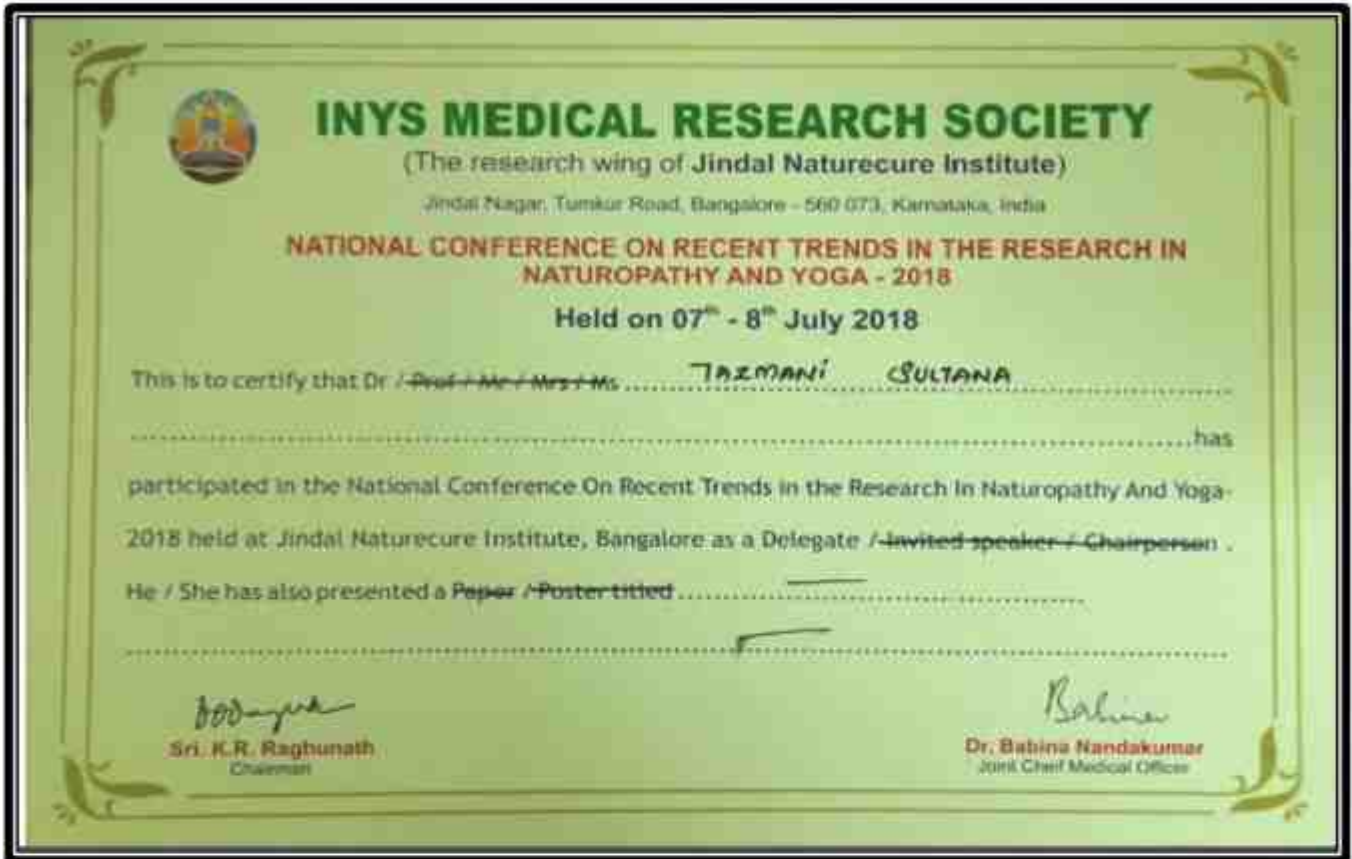 INYS MEDICAL RESEARCH SOCIETY
(The research wing of Jindal Naturecure Institute)
Jindal Nagar, Tumkur Road, Bangalore - 560 073, Karnataka, India
NATIONAL CONFERENCE ON RECENT TRENDS IN THE RESEARCH IN
NATUROPATHY AND YOGA - 2018
Held on 07th - 8th July 2018
This is to certify that Dr / Prof / Mr / Mrs / Ms ..... TAZMANI SULTANA
has
participated in the National Conference On Recent Trends in the Research In Naturopathy And Yoga-
2018 held at Jindal Naturecure Institute, Bangalore as a Delegate / Invited speaker / Chairperson .
He / She has also presented a Paper / Poster titled
Babina
Sri. K.R. Raghunath
Dr. Babina Nandakumar
Chairman
Joint Chief Medical Officer